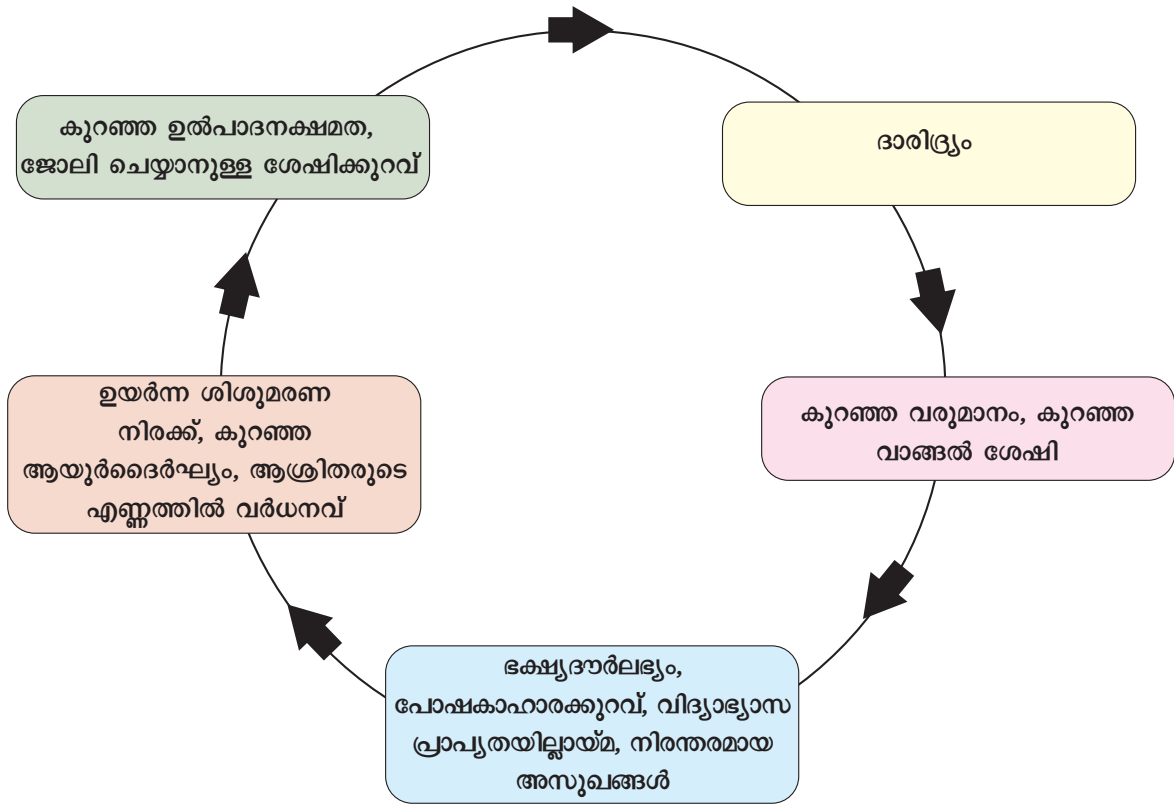 കുറഞ്ഞ ഉൽപാദനക്ഷമത,
ജോലി ചെയ്യാനുള്ള ശേഷിക്കുറവ്
ദാരിദ്ര്യം
കുറഞ്ഞ വരുമാനം, കുറഞ്ഞ
വാങ്ങൽ ശേഷി
ഭക്ഷ്യദൗർലഭ്യം,
പോഷകാഹാരക്കുറവ്, വിദ്യാഭ്യാസ
പ്രാപ്യതയില്ലായ്മ, നിരന്തരമായ
അസുഖങ്ങൾ
ഉയർന്ന ശിശുമരണ
നിരക്ക്, കുറഞ്ഞ
ആയുർദൈർഘ്യം, ആശ്രിതരുടെ
എണ്ണത്തിൽ വർധനവ്